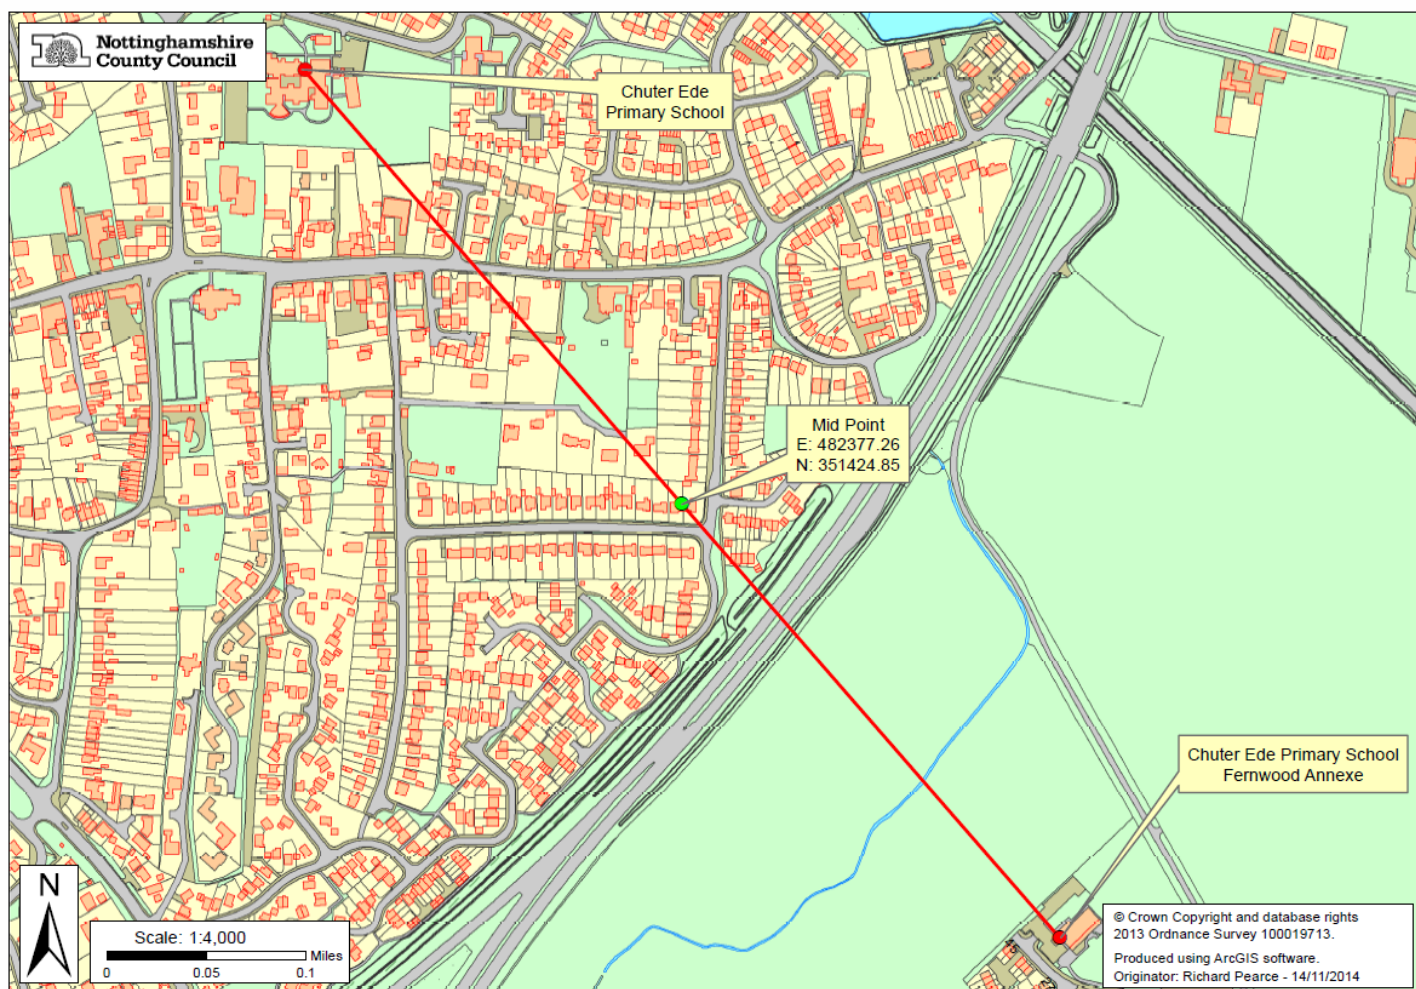 Nottinghamshire
County Council
Chuter Ede
Primary School
Mid Point
E: 482377.26
N: 351424.85
Chuter Ede Primary School
Fernwood Annexe
N
Scale: 1:4,000
Miles
0 0.05 0.1
45
© Crown Copyright and database rights
2013 Ordnance Survey 100019713.
Produced using ArcGIS software.
Originator: Richard Pearce - 14/11/2014